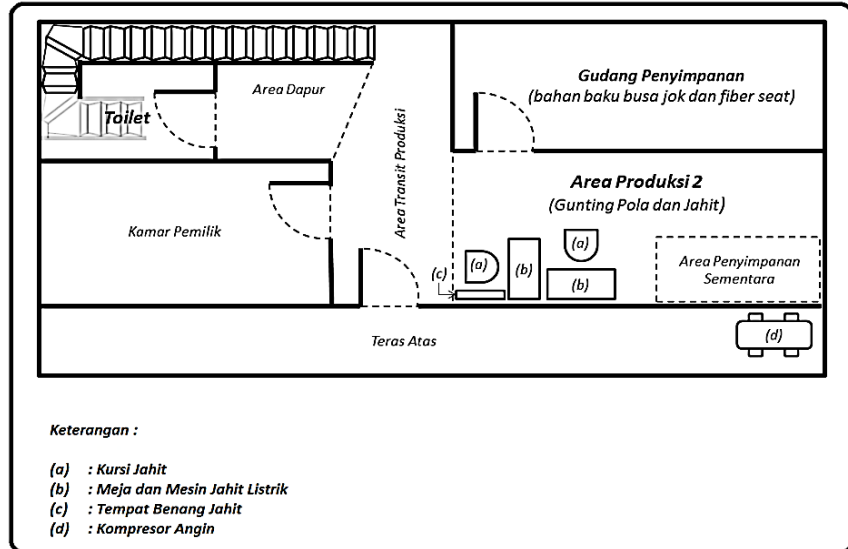 Gudang Penyimpanan
(bahan baku busa jok dan fiber seat)
Area Dapur
Toilet
Area Transit Produksi
Area Produksi 2
(Gunting Pola dan Jahit)
Kamar Pemilik
(a)
(a)
(b)
(b)
(c)
Area Penyimpanan
Sementara
Teras Atas
(d)
Keterangan :
(a) : Kursi Jahit
(b) : Meja dan Mesin Jahit Listrik
(c) : Tempat Benang Jahit
(d) : Kompresor Angin